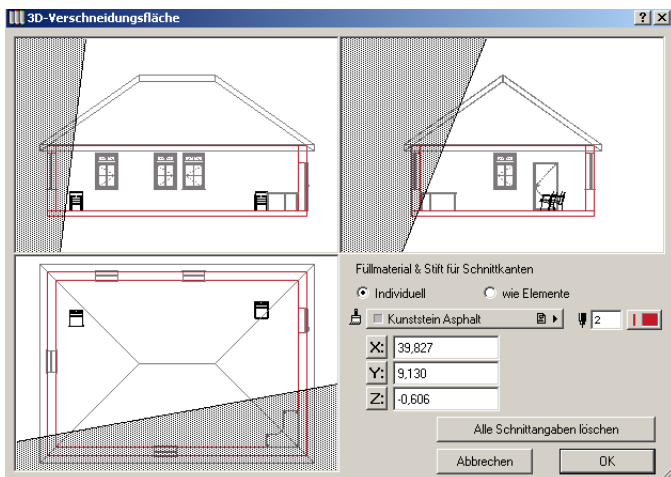 3D-Verschneidungsfläche
Füllmaterial & Stift für Schnittkanten
Individuell
wie Elemente
Kunststein Asphalt
2
X: 39,827
Y: 9,130
Z: -0,606
Alle Schnittangaben löschen
Abbrechen
OK